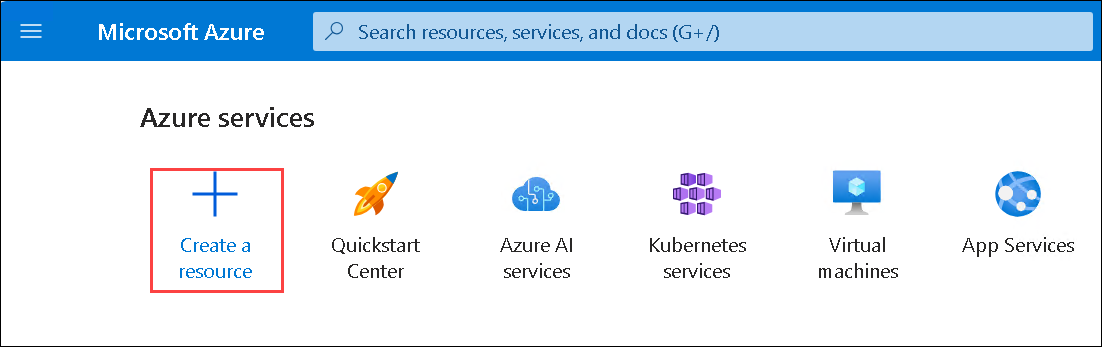 Microsoft Azure
Search resources, services, and docs (G+/)
Azure services
Create a
resource
Quickstart
Center
Azure AI
services
Kubernetes
services
Virtual
machines
App Services